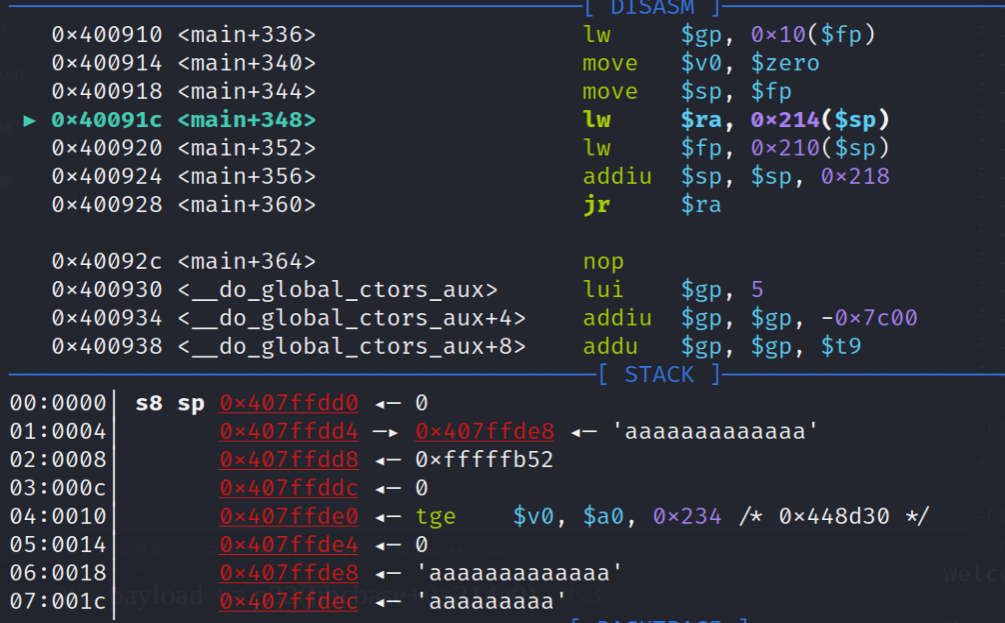 [ DISASM ]
0×400910 <main+336> lw $gp, 0×10($fp)
0×400914 <main+340> move $v0, $zero
0×400918 <main+344> move $sp, $fp
► 0×40091c <main+348> lw $ra, 0×214($sp)
0×400920 <main+352> lw $fp, 0×210($sp)
0×400924 <main+356> addiu $sp, $sp, 0×218
0×400928 <main+360> jr $ra
0×40092c <main+364> nop
0×400930 <__do_global_ctors_aux> lui $gp, 5
0×400934 <__do_global_ctors_aux+4> addiu $gp, $gp, -0×7c00
0×400938 <__do_global_ctors_aux+8> addu $gp, $gp, $t9
[ STACK ]
00:0000│ s8 sp 0×407ffdd0 ◂— 0
01:0004│ 0×407ffdd4 —▸ 0×407ffde8 ◂— 'aaaaaaaaaaaaa'
02:0008│ 0×407ffdd8 ◂— 0×fffffb52
03:000c│ 0×407ffddc ◂— 0
04:0010│ 0×407ffde0 ◂— tge $v0, $a0, 0×234 /* 0×448d30 */
05:0014│ 0×407ffde4 ◂— 0
06:0018│ 0×407ffde8 ◂— 'aaaaaaaaaaaaa'
07:001c│ 0×407ffdec ◂— 'aaaaaaaaa'
[ BACKTRACE ]